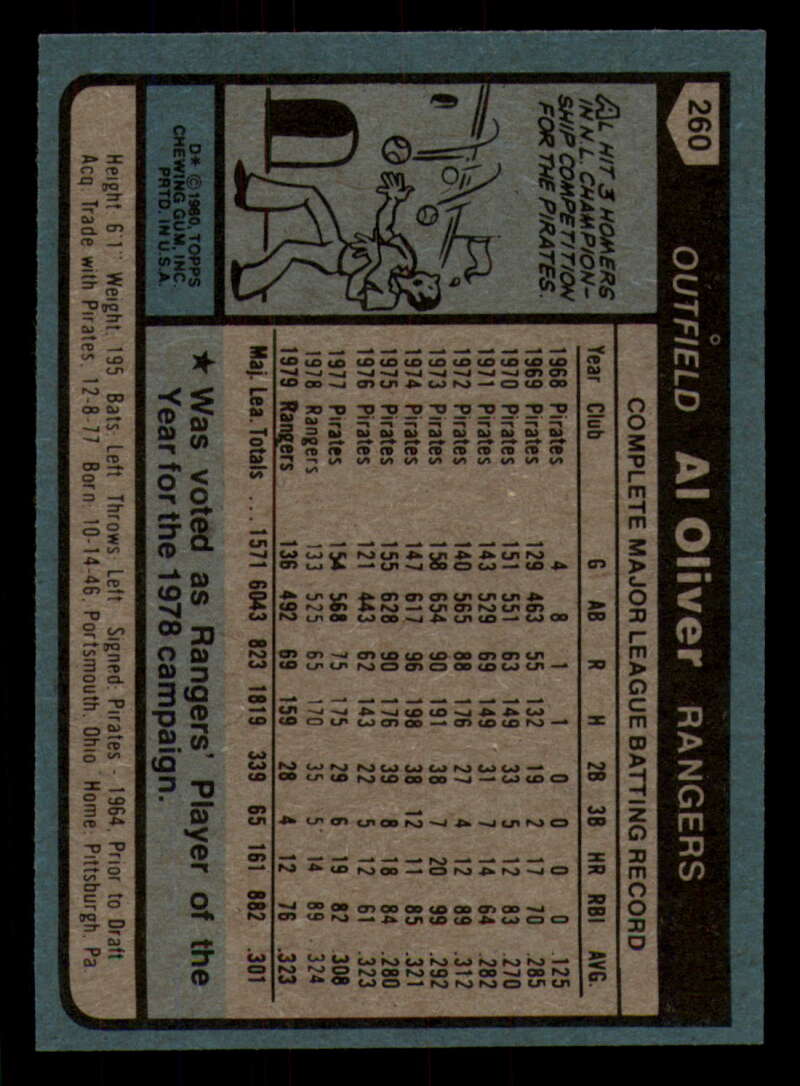 260
OUTFIELD Al Oliver RANGERS
AL HIT 3 HOMERS
IN N.L. CHAMPION-
SHIP COMPETITION
FOR THE PIRATES.
D* © 1980, TOPPS
CHEWING GUM, INC.
PRTD. IN U.S.A.
COMPLETE MAJOR LEAGUE BATTING RECORD
Year Club G AB R H 2B 3B HR RBI AVG.
1968 Pirates 4 8 1 1 0 0 0 0 .125
1969 Pirates 129 463 55 132 19 2 17 70 .285
1970 Pirates 151 551 63 149 33 5 12 83 .270
1971 Pirates 143 529 69 149 31 7 14 64 .282
1972 Pirates 140 565 88 176 27 4 12 89 .312
1973 Pirates 158 654 90 191 38 7 20 99 .292
1974 Pirates 147 617 96 198 38 12 11 85 .321
1975 Pirates 155 628 90 176 39 8 18 84 .280
1976 Pirates 121 443 62 143 22 5 12 61 .323
1977 Pirates 154 568 75 175 29 6 19 82 .308
1978 Rangers 133 525 65 170 35 5 14 89 .324
1979 Rangers 136 492 69 159 28 4 12 76 .323
Maj. Lea. Totals ... 1571 6043 823 1819 339 65 161 882 .301
★ Was voted as Rangers' Player of the
Year for the 1978 campaign.
Height: 6'1" Weight: 195 Bats: Left Throws: Left Signed: Pirates - 1964, Prior to Draft
Acq: Trade with Pirates, 12-8-77 Born: 10-14-46, Portsmouth, Ohio Home: Pittsburgh, Pa.